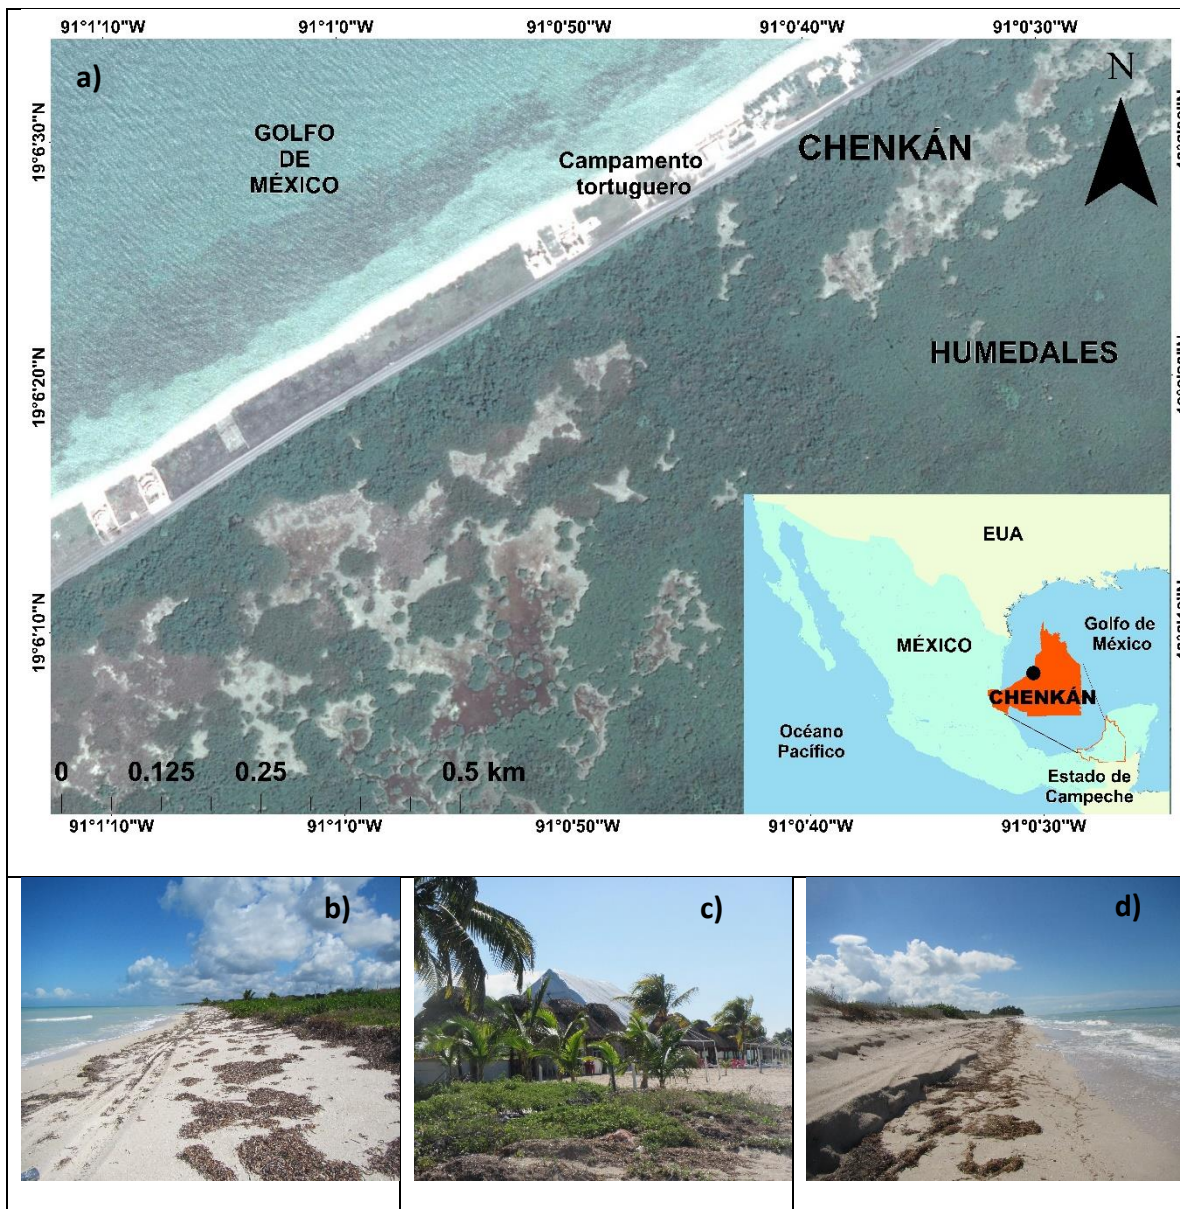 91°1'10"W
91°1'0"W
91°0'50"W
91°0'40"W
91°0'30"W
a)
N
19°6'30"N
GOLFO
DE
MÉXICO
Campamento
tortuguero
CHENKÁN
19°6'20"N
HUMEDALES
19°6'10"N
EUA
MÉXICO
Golfo de
México
CHENKÁN
Océano
Pacífico
Estado de
Campeche
0 0.125 0.25 0.5 km
91°1'10"W
91°1'0"W
91°0'50"W
91°0'40"W
91°0'30"W
b)
c)
d)